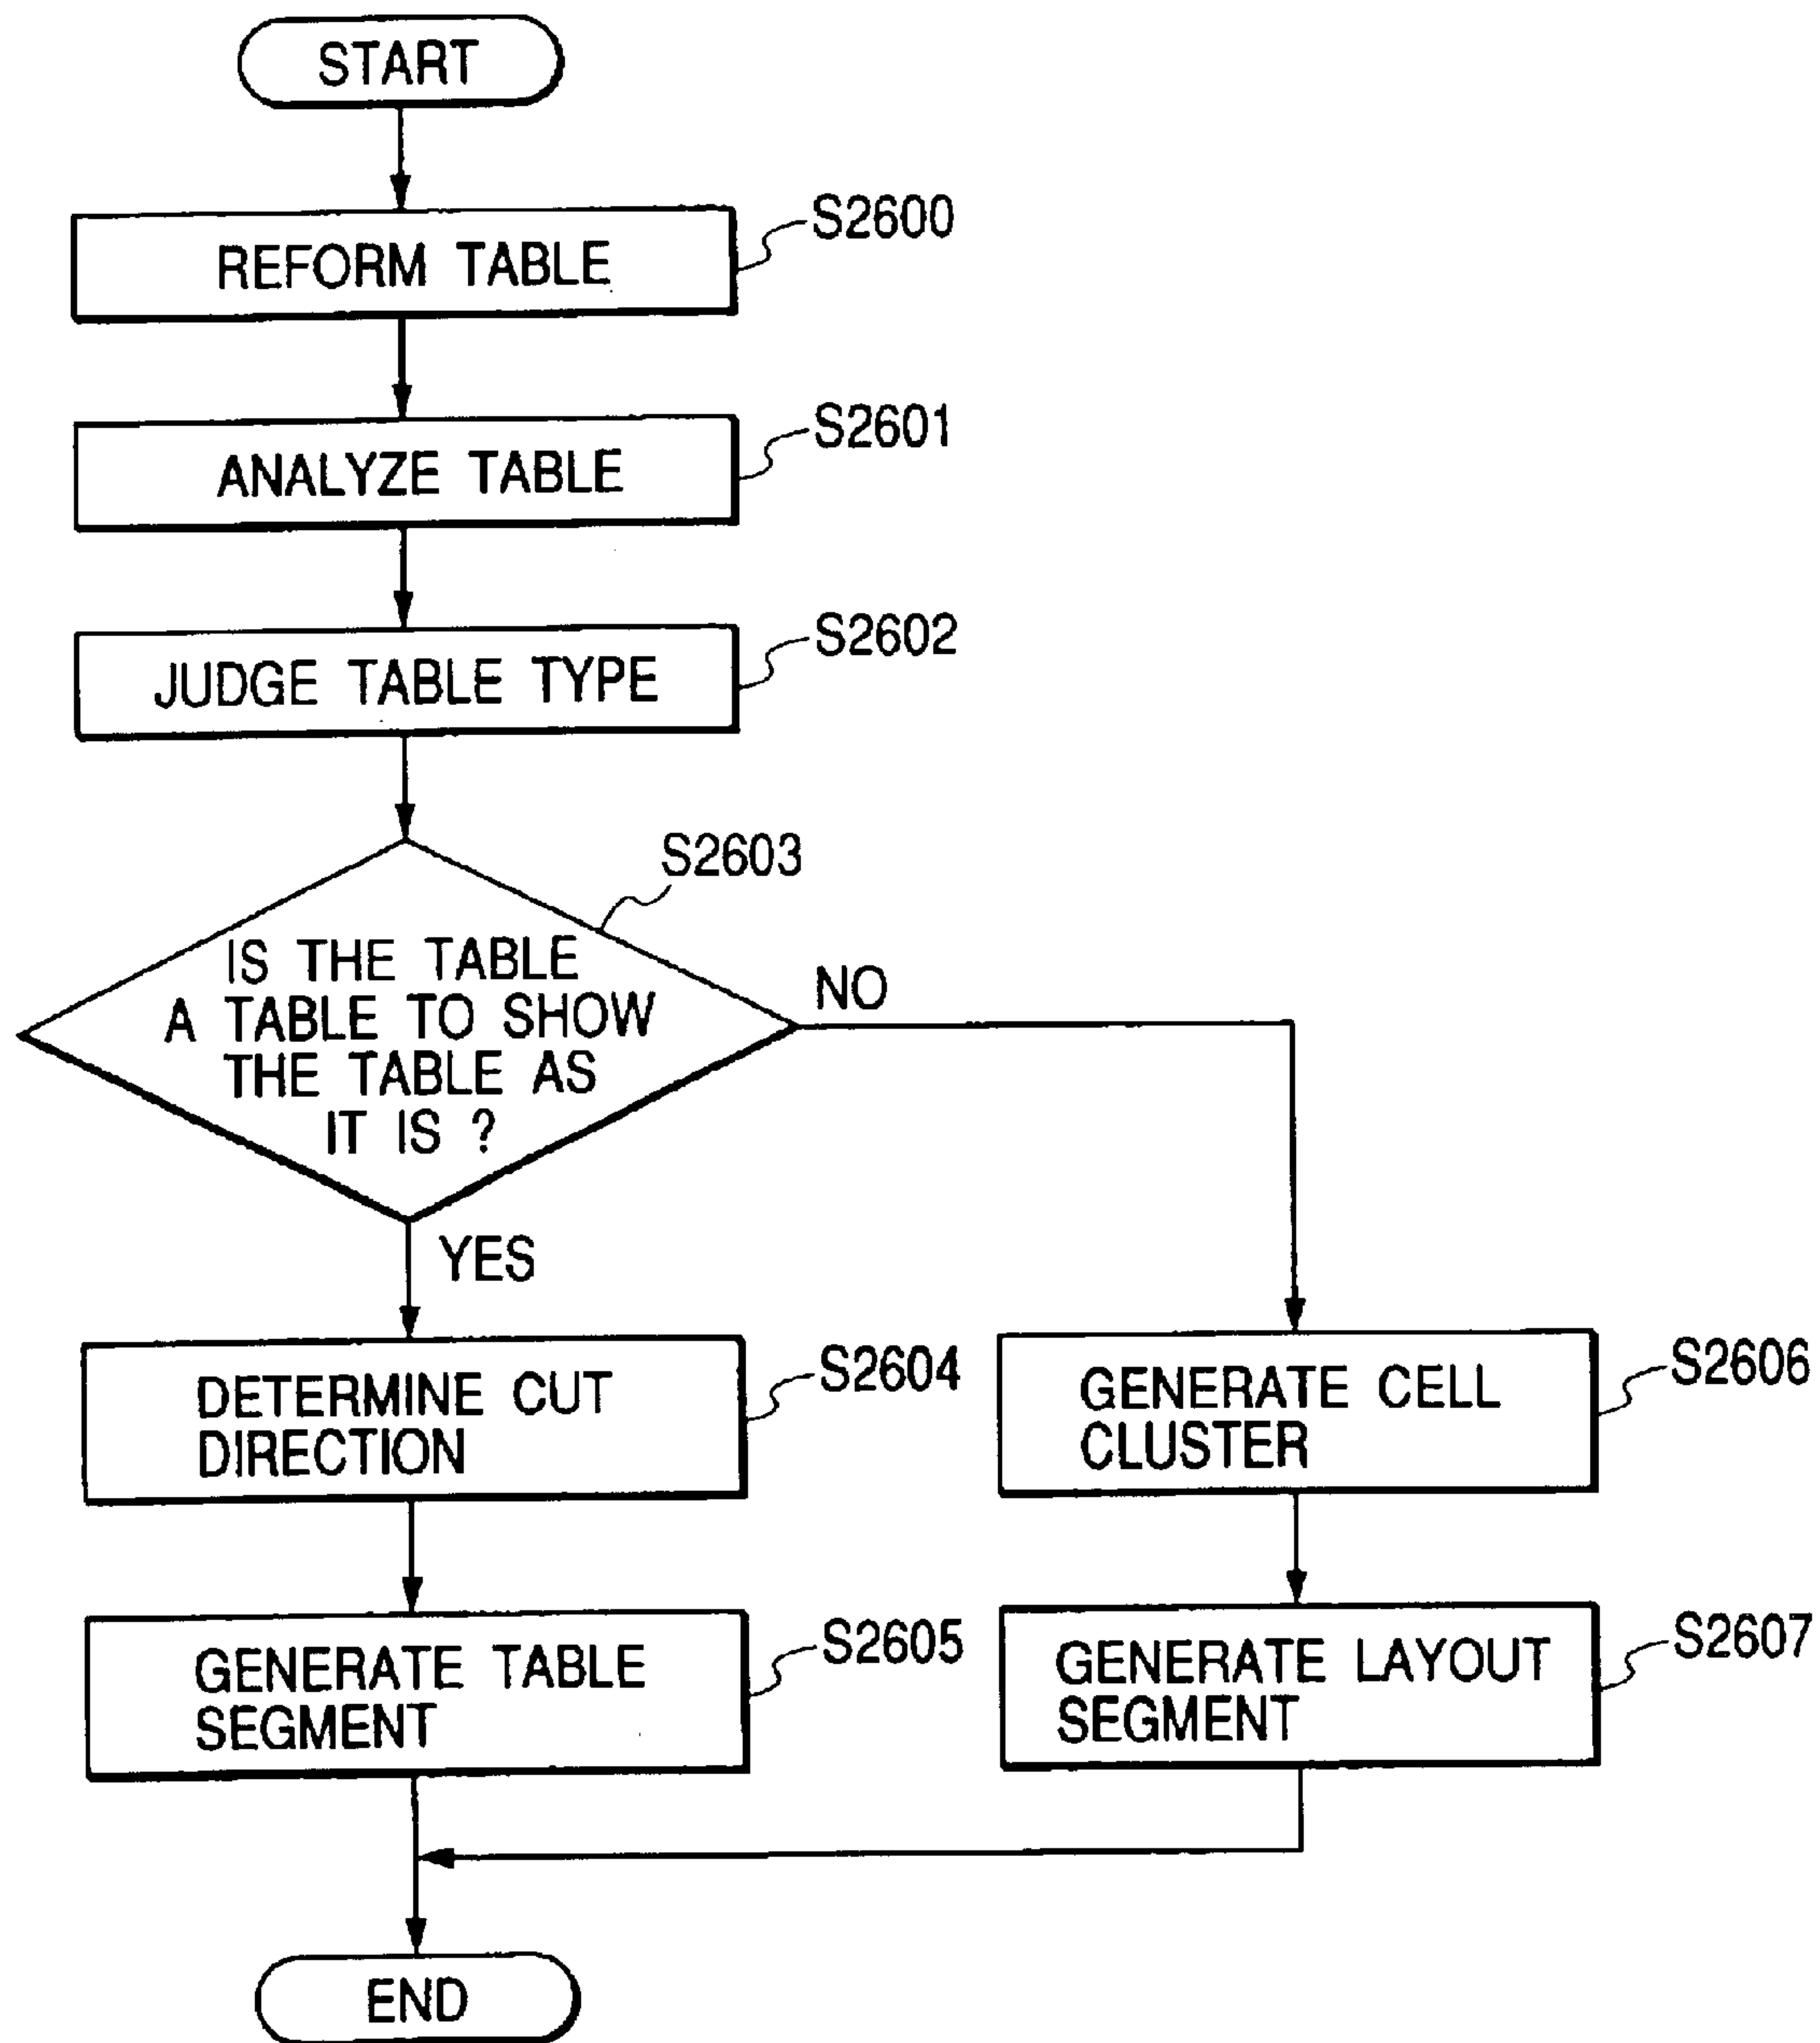 START
REFORM TABLE
S2600
ANALYZE TABLE
S2601
JUDGE TABLE TYPE
S2602
S2603
IS THE TABLE
A TABLE TO SHOW
THE TABLE AS
IT IS ?
NO
YES
DETERMINE CUT
DIRECTION
S2604
GENERATE CELL
CLUSTER
S2606
GENERATE TABLE
SEGMENT
S2605
GENERATE LAYOUT
SEGMENT
S2607
END